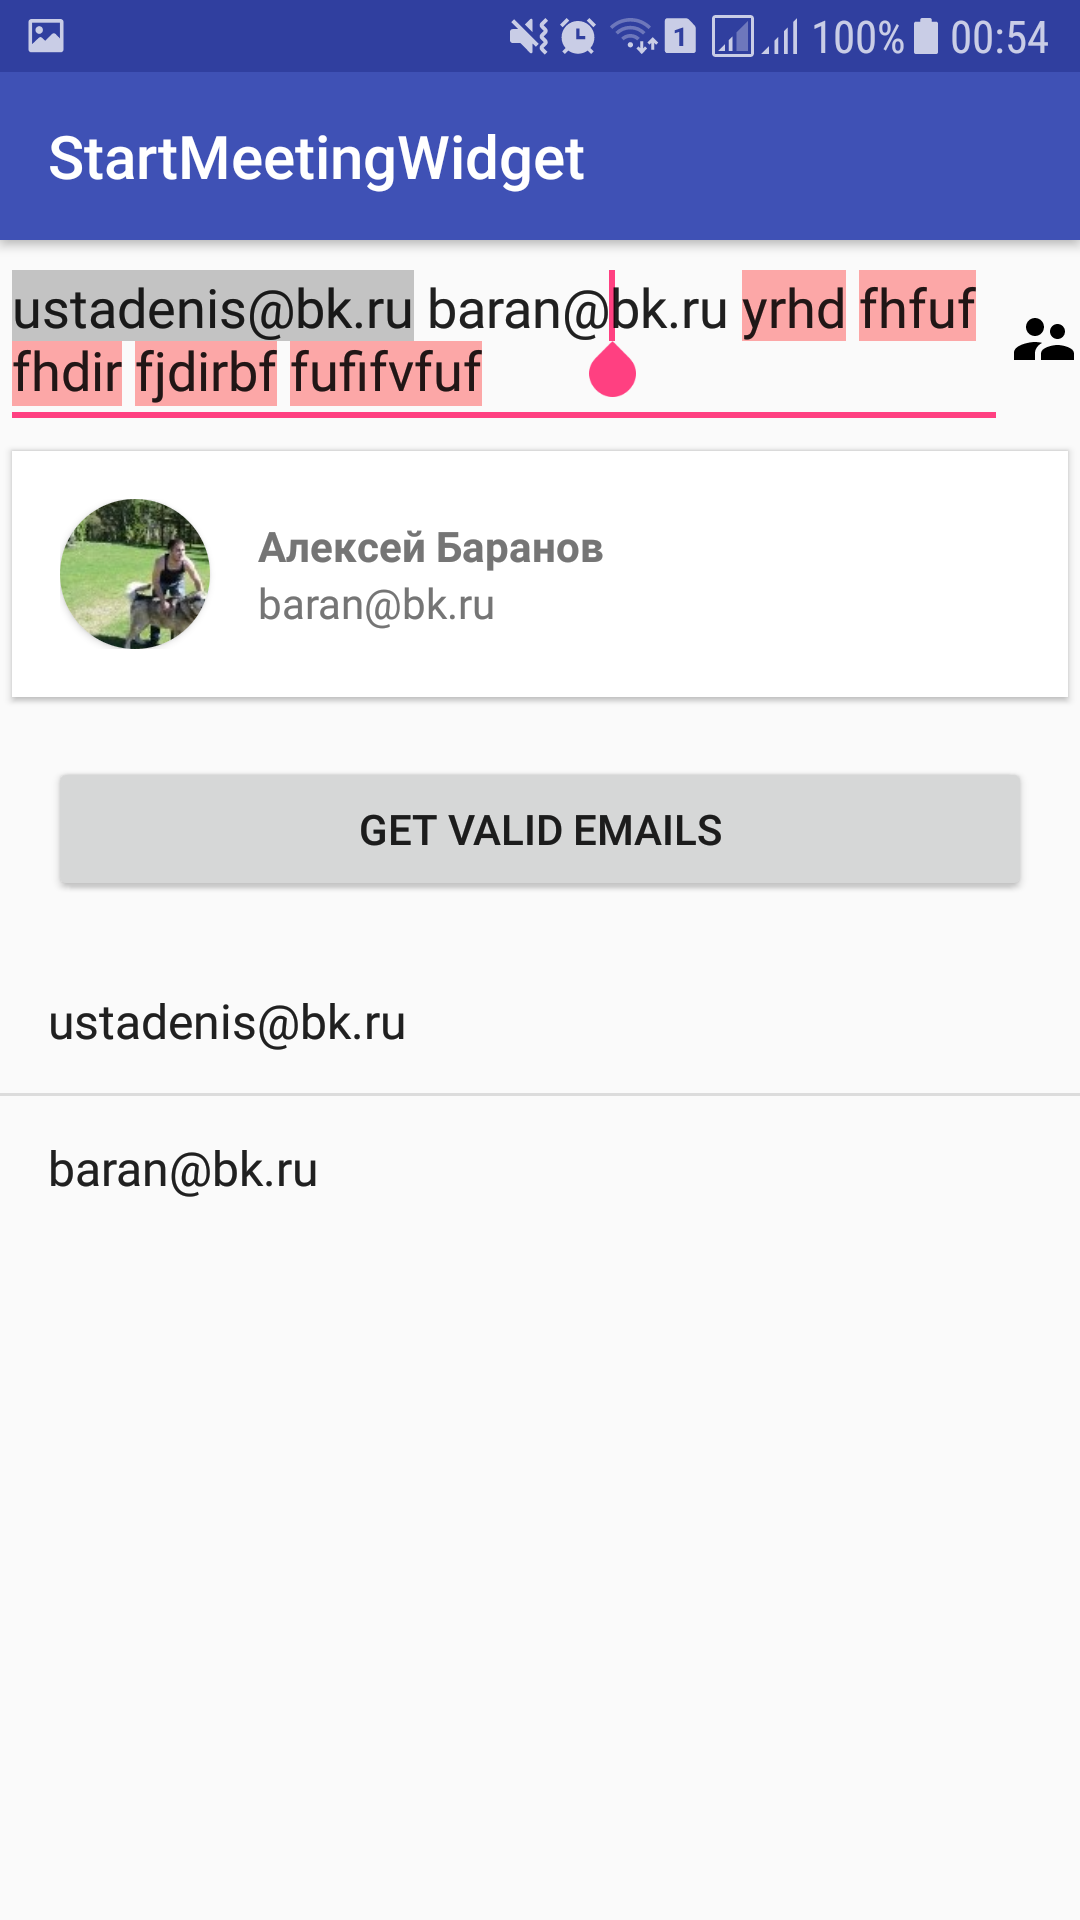 1 100% 00:54
StartMeetingWidget
ustadenis@bk.ru baran@bk.ru yrhd fhfuf
fhdir fjdirbf fufifvfuf
Алексей Баранов
baran@bk.ru
GET VALID EMAILS
ustadenis@bk.ru
baran@bk.ru